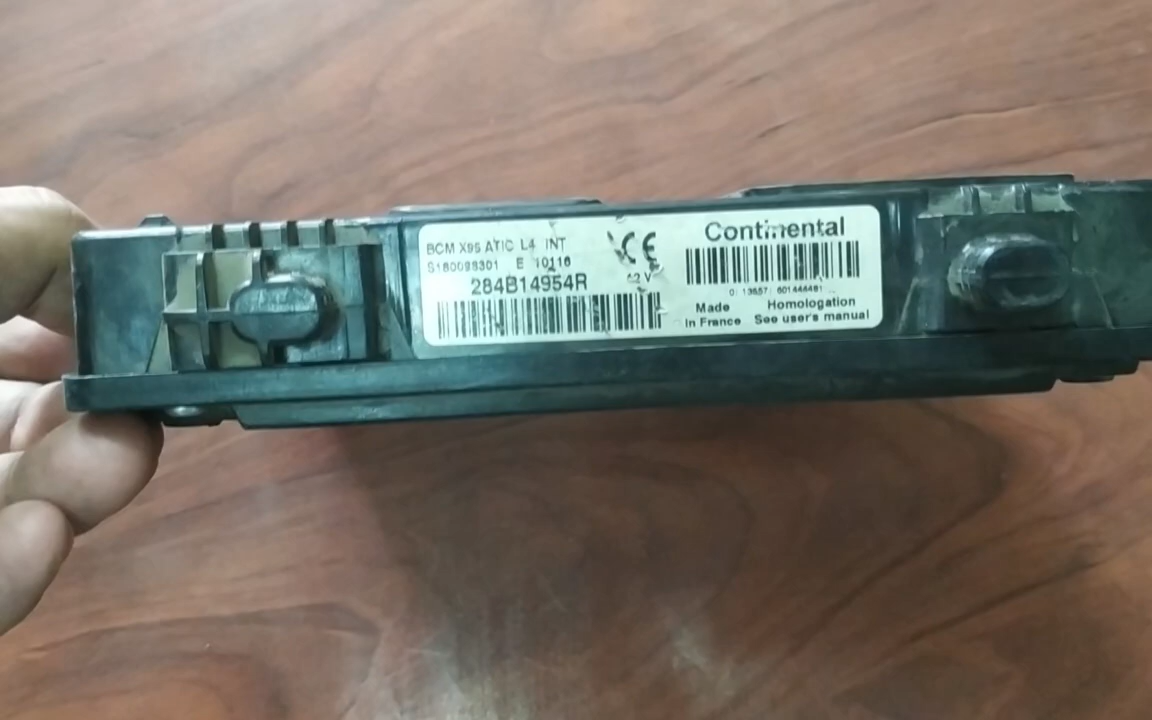 BCM X95 ATIC L4 INT
S180098301 E 10116
284B14954R
CE
12 V
Continental
Made in France
Homologation
See user's manual